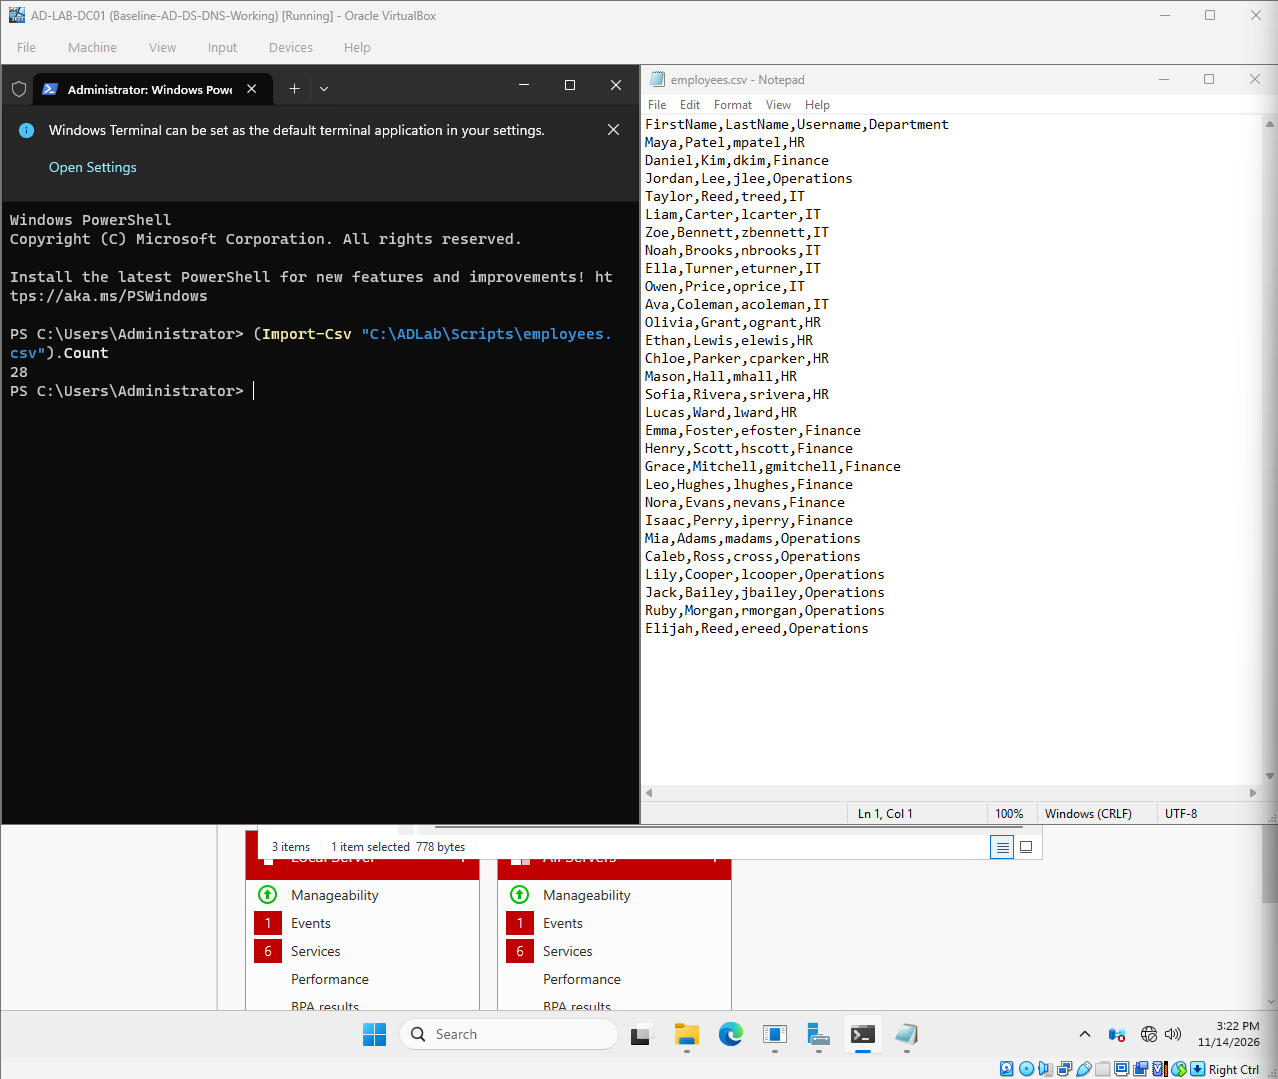 AD-LAB-DC01 (Baseline-AD-DS-DNS-Working) [Running] - Oracle VirtualBox
File Machine View Input Devices Help
Administrator: Windows Powe
Windows Terminal can be set as the default terminal application in your settings.
Open Settings
Windows PowerShell
Copyright (C) Microsoft Corporation. All rights reserved.
Install the latest PowerShell for new features and improvements! ht
tps://aka.ms/PSWindows
PS C:\Users\Administrator> (Import-Csv "C:\ADLab\Scripts\employees.
csv").Count
28
PS C:\Users\Administrator>
employees.csv - Notepad
File Edit Format View Help
FirstName,LastName,Username,Department
Maya,Patel,mpatel,HR
Daniel,Kim,dkim,Finance
Jordan,Lee,jlee,Operations
Taylor,Reed,treed,IT
Liam,Carter,lcarter,IT
Zoe,Bennett,zbennett,IT
Noah,Brooks,nbrooks,IT
Ella,Turner,eturner,IT
Owen,Price,oprice,IT
Ava,Coleman,acoleman,IT
Olivia,Grant,ogrant,HR
Ethan,Lewis,elewis,HR
Chloe,Parker,cparker,HR
Mason,Hall,mhall,HR
Sofia,Rivera,srivera,HR
Lucas,Ward,lward,HR
Emma,Foster,efoster,Finance
Henry,Scott,hscott,Finance
Grace,Mitchell,gmitchell,Finance
Leo,Hughes,lhughes,Finance
Nora,Evans,nevans,Finance
Isaac,Perry,iperry,Finance
Mia,Adams,madams,Operations
Caleb,Ross,cross,Operations
Lily,Cooper,lcooper,Operations
Jack,Bailey,jbailey,Operations
Ruby,Morgan,rmorgan,Operations
Elijah,Reed,ereed,Operations
Ln 1, Col 1 100% Windows (CRLF) UTF-8
3 items 1 item selected 778 bytes
Local Server
Manageability
1 Events
6 Services
Performance
BPA results
All Servers
Manageability
1 Events
6 Services
Performance
BPA results
Search
3:22 PM
11/14/2026
Right Ctrl